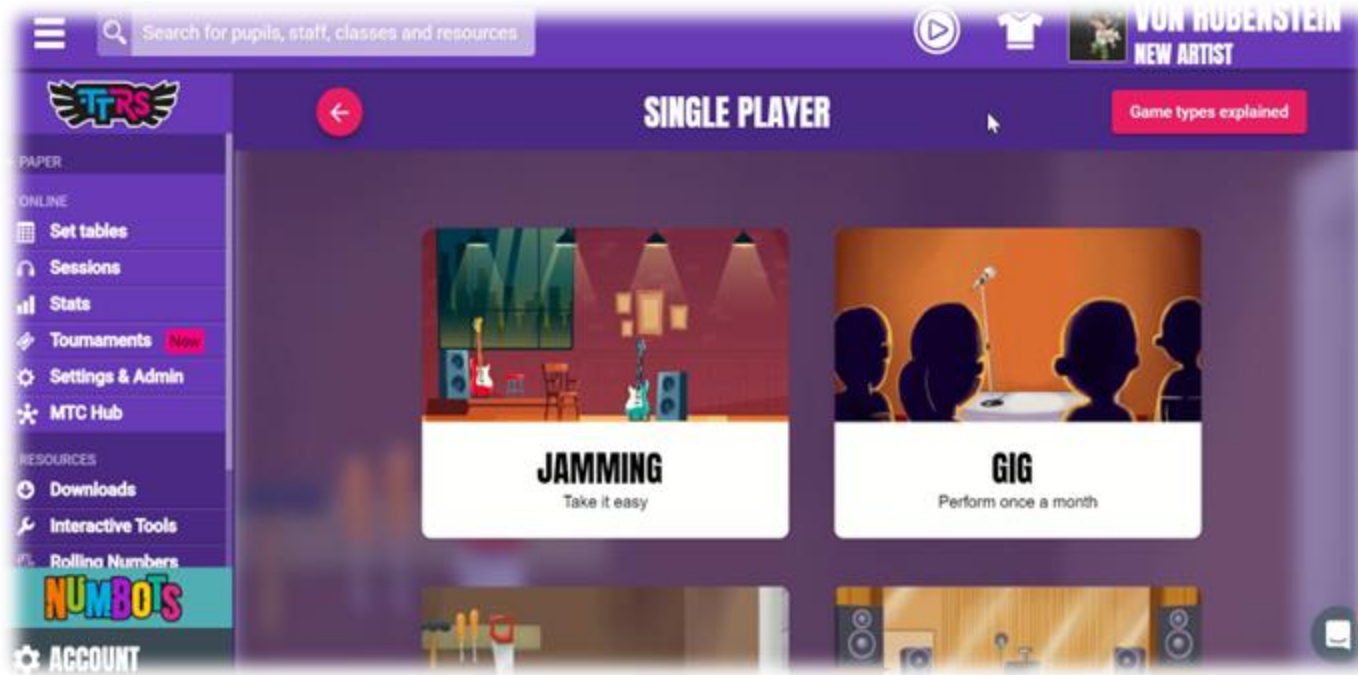 Search for pupils, staff, classes and resources
VON RUBENSTEIN
NEW ARTIST
TTRS
SINGLE PLAYER
Game types explained
PAPER
ONLINE
Set tables
Sessions
Stats
Tournaments New
Settings & Admin
MTC Hub
RESOURCES
Downloads
Interactive Tools
Rolling Numbers
NUMBOTS
ACCOUNT
JAMMING
Take it easy
GIG
Perform once a month